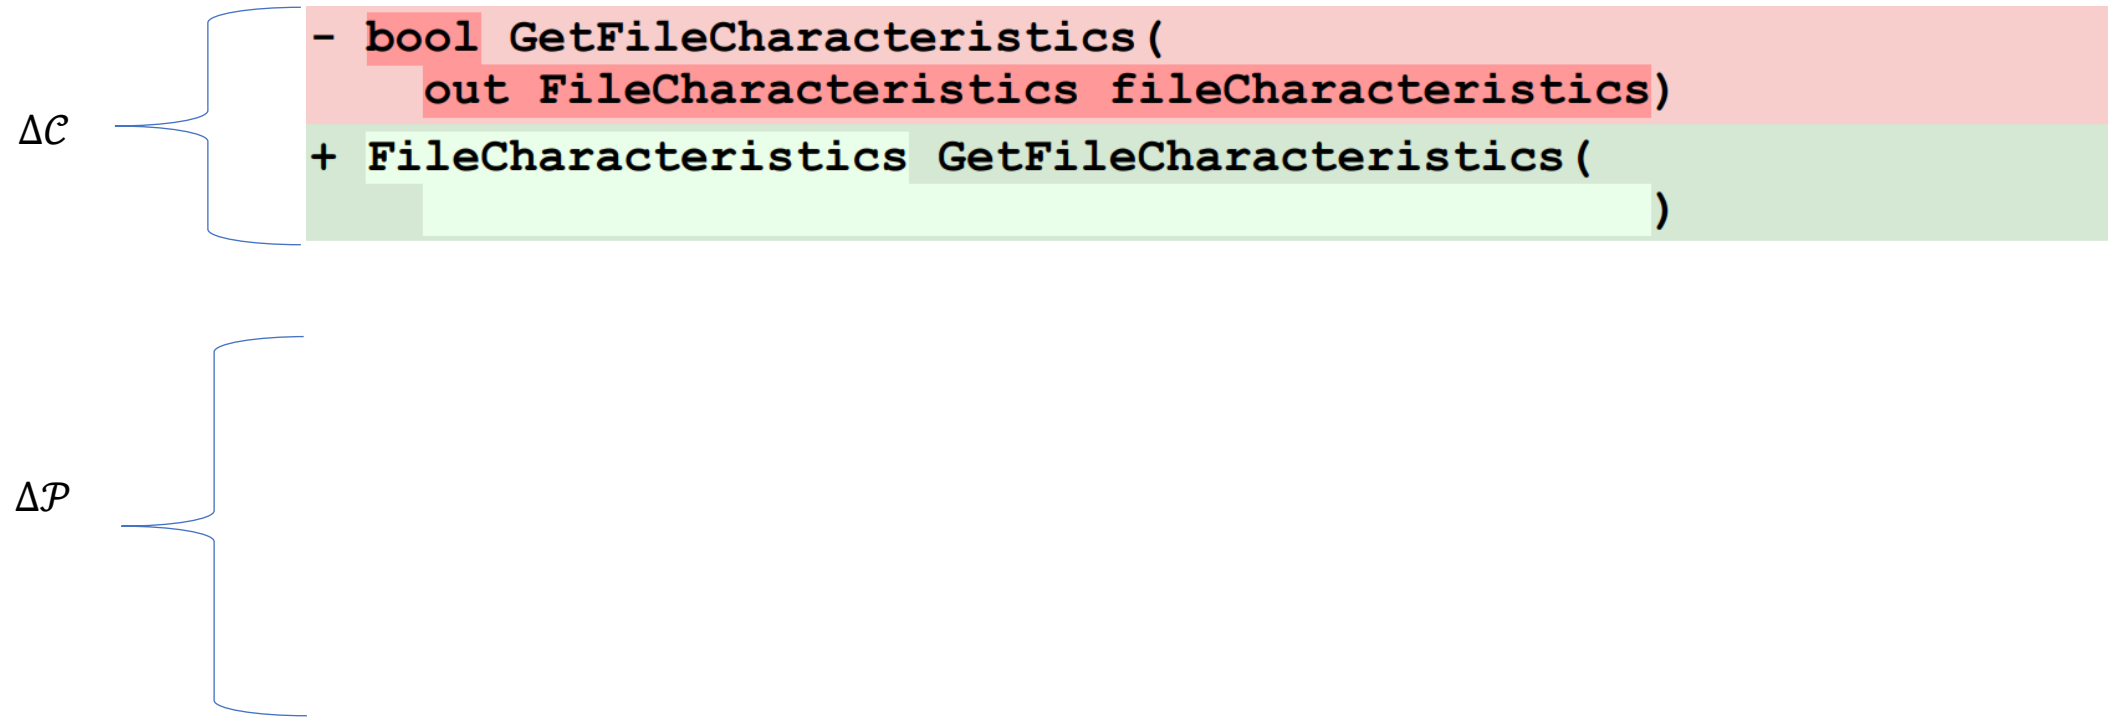 - bool GetFileCharacteristics(
out FileCharacteristics fileCharacteristics)
Δ𝒞
+ FileCharacteristics GetFileCharacteristics(
)
Δ𝒫